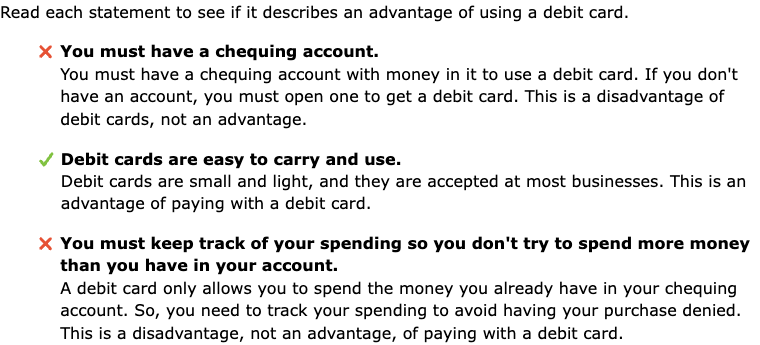 Read each statement to see if it describes an advantage of using a debit card.
You must have a chequing account.
You must have a chequing account with money in it to use a debit card. If you don't
have an account, you must open one to get a debit card. This is a disadvantage of
debit cards, not an advantage.
Debit cards are easy to carry and use.
Debit cards are small and light, and they are accepted at most businesses. This is an
advantage of paying with a debit card.
You must keep track of your spending so you don't try to spend more money
than you have in your account.
A debit card only allows you to spend the money you already have in your chequing
account. So, you need to track your spending to avoid having your purchase denied.
This is a disadvantage, not an advantage, of paying with a debit card.